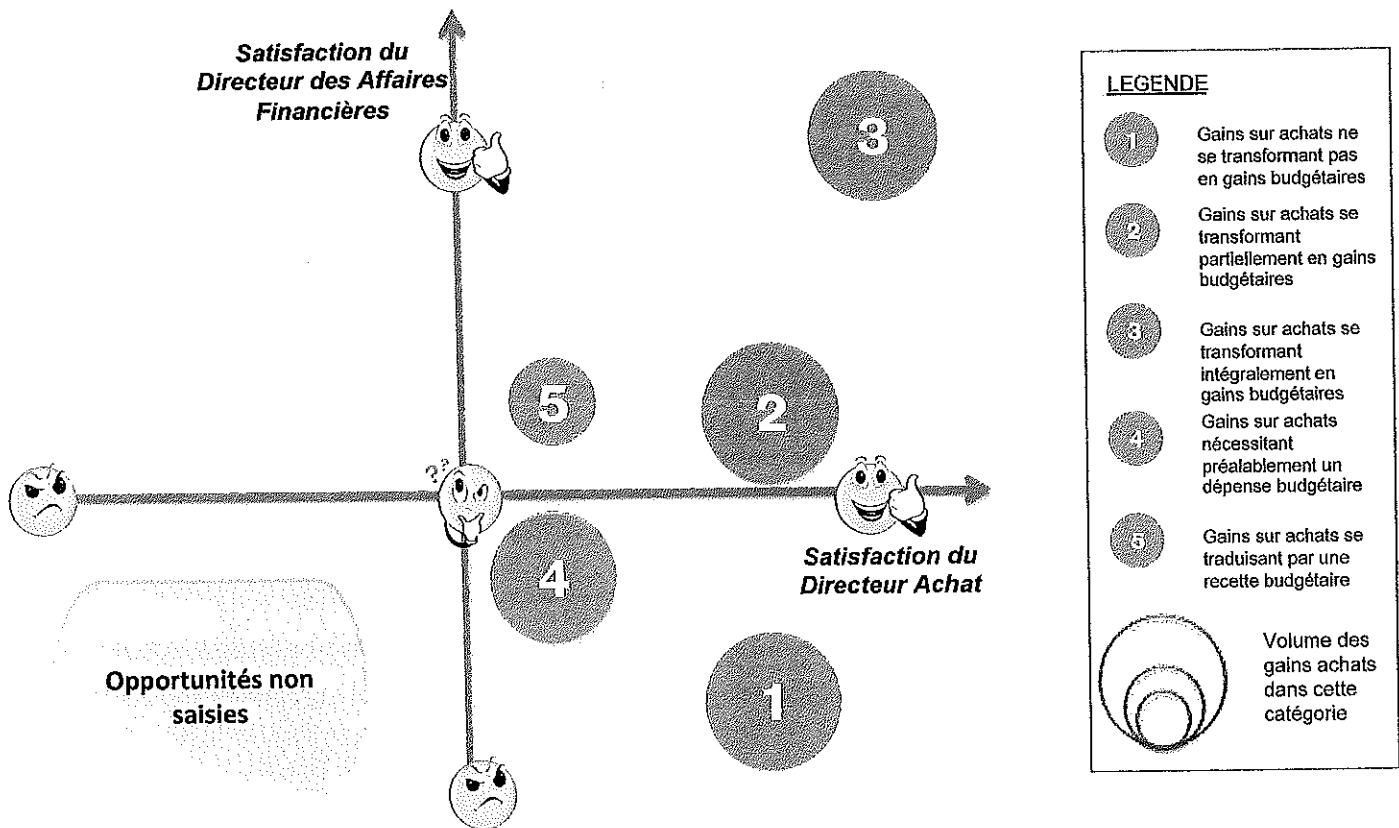 Satisfaction du
Directeur des Affaires
Financières
3
5
2
??
Satisfaction du
Directeur Achat
4
1
Opportunités non
saisies
LEGENDE
1
Gains sur achats ne
se transformant pas
en gains budgétaires
2
Gains sur achats se
transformant
partiellement en gains
budgétaires
3
Gains sur achats se
transformant
intégralement en
gains budgétaires
4
Gains sur achats
nécessitant
préalablement un
dépense budgétaire
5
Gains sur achats se
traduisant par une
recette budgétaire
Volume des
gains achats
dans cette
catégorie